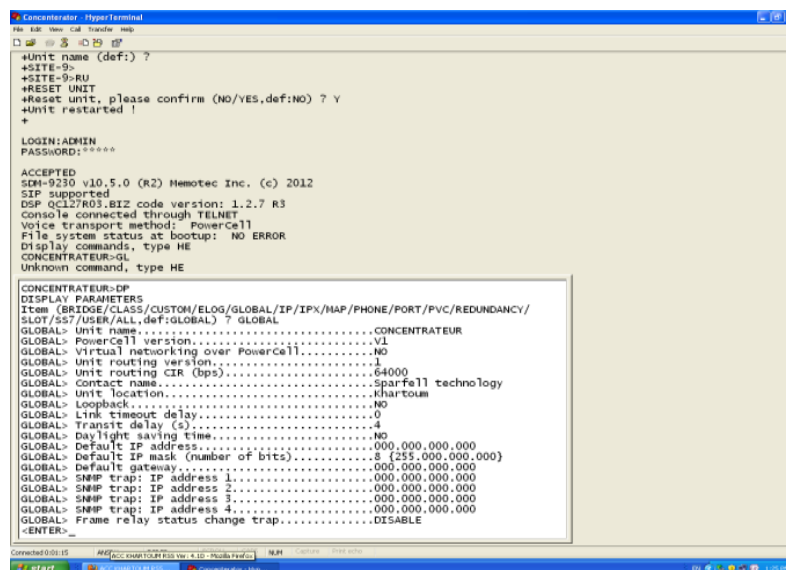 Concenterator - HyperTerminal
File Edit View Call Transfer Help
+Unit name (def:) ?
+SITE-9>
+SITE-9>RU
+RESET UNIT
+Reset unit, please confirm (NO/YES,def:NO) ? Y
+Unit restarted !
+
LOGIN:ADMIN
PASSWORD:*****
ACCEPTED
SDM-9230 v10.5.0 (R2) Memotec Inc. (c) 2012
SIP supported
DSP QC127R03.BIZ code version: 1.2.7 R3
Console connected through TELNET
Voice transport method: PowerCell
File system status at bootup: NO ERROR
Display commands, type HE
CONCENTRATEUR>GL
Unknown command, type HE
CONCENTRATEUR>DP
DISPLAY PARAMETERS
Item (BRIDGE/CLASS/CUSTOM/ELOG/GLOBAL/IP/IPX/MAP/PHONE/PORT/PVC/REDUNDANCY/
SLOT/SS7/USER/ALL,def:GLOBAL) ? GLOBAL
GLOBAL> Unit name.................................CONCENTRATEUR
GLOBAL> PowerCell version.........................V1
GLOBAL> Virtual networking over PowerCell.........NO
GLOBAL> Unit routing version......................1
GLOBAL> Unit routing CIR (bps)....................64000
GLOBAL> Contact name..............................Sparfell technology
GLOBAL> Unit location.............................Khartoum
GLOBAL> Loopback..................................NO
GLOBAL> Link timeout delay........................0
GLOBAL> Transit delay (s).........................4
GLOBAL> Daylight saving time......................NO
GLOBAL> Default IP address........................000.000.000.000
GLOBAL> Default IP mask (number of bits)..........8 {255.000.000.000}
GLOBAL> Default gateway...........................000.000.000.000
GLOBAL> SNMP trap: IP address 1...................000.000.000.000
GLOBAL> SNMP trap: IP address 2...................000.000.000.000
GLOBAL> SNMP trap: IP address 3...................000.000.000.000
GLOBAL> SNMP trap: IP address 4...................000.000.000.000
GLOBAL> Frame relay status change trap............DISABLE
<ENTER>_
Connected 0:01:15 NUM Capture Print echo
ACC KHARTOUM RSS Ver: 4.10 - Mozilla Firefox
start